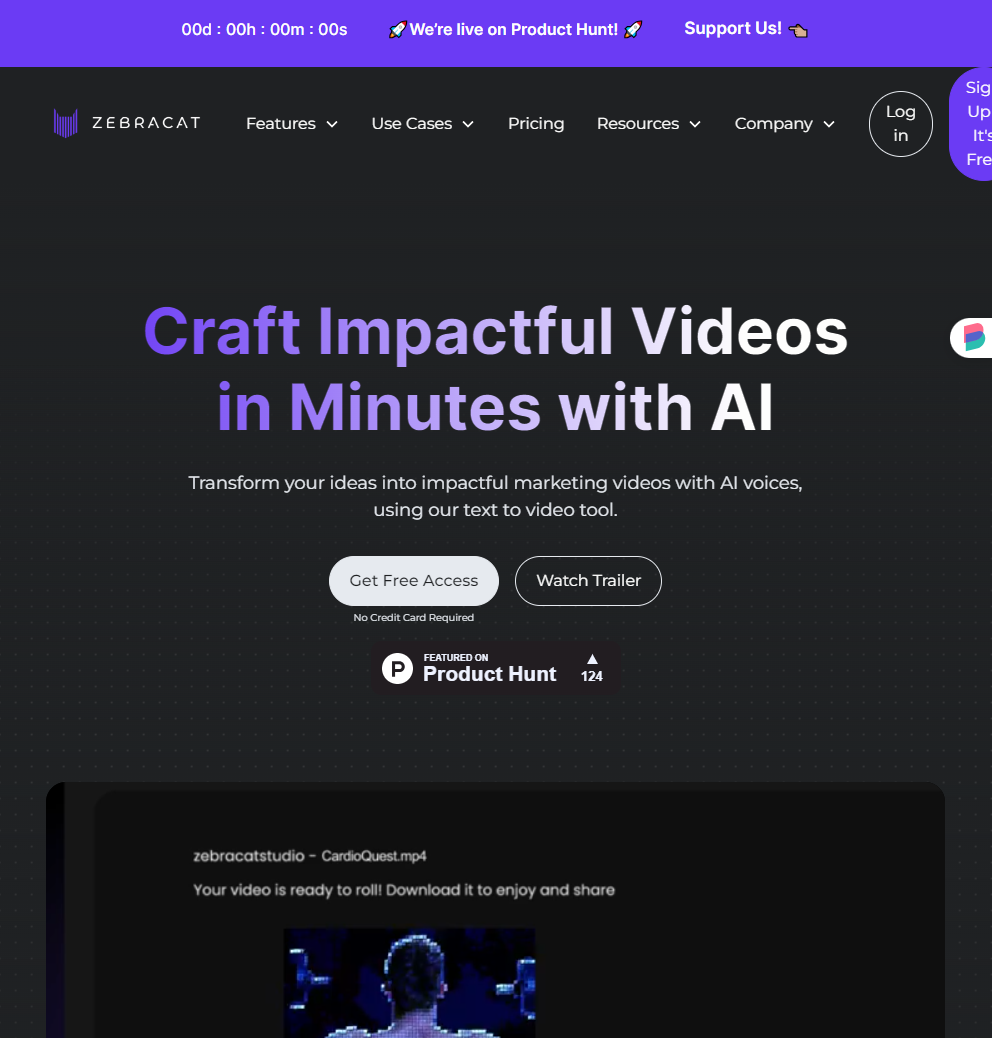 00d : 00h : 00m : 00s
🚀We're live on Product Hunt! 🚀
Support Us! 👈
ZEBRACAT
Features
Use Cases
Pricing
Resources
Company
Log
in
Sig
Up
It's
Fre
Craft Impactful Videos
in Minutes with AI
Transform your ideas into impactful marketing videos with AI voices,
using our text to video tool.
Get Free Access
Watch Trailer
No Credit Card Required
P
FEATURED ON
Product Hunt
▲
124
zebracatstudio - CardioQuest.mp4
Your video is ready to roll! Download it to enjoy and share